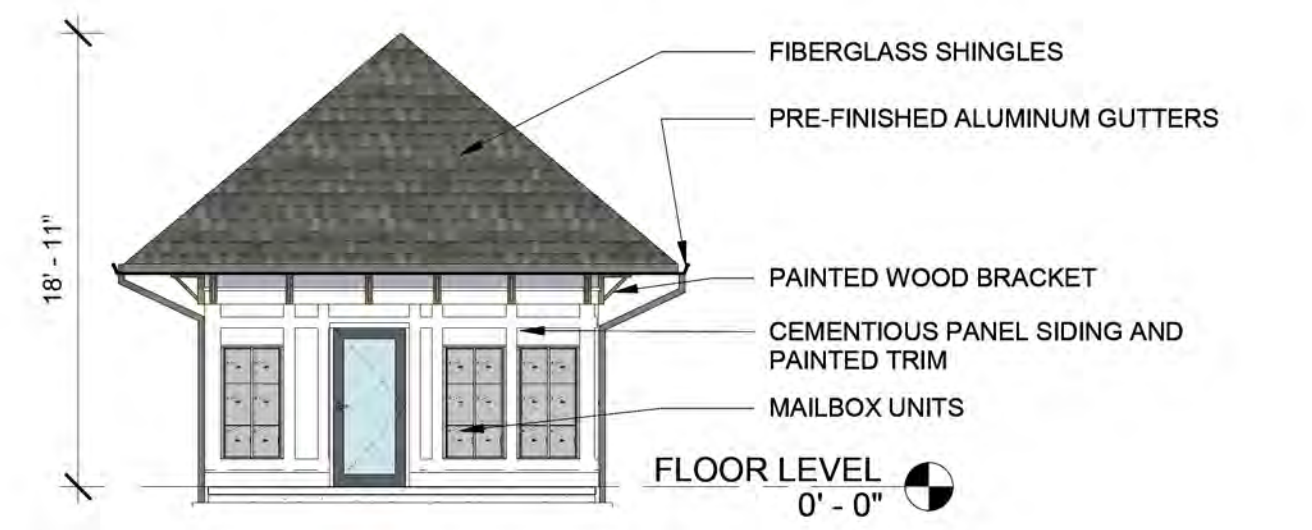 FIBERGLASS SHINGLES
PRE-FINISHED ALUMINUM GUTTERS
18' - 11"
PAINTED WOOD BRACKET
CEMENTIOUS PANEL SIDING AND
PAINTED TRIM
MAILBOX UNITS
FLOOR LEVEL
0' - 0"